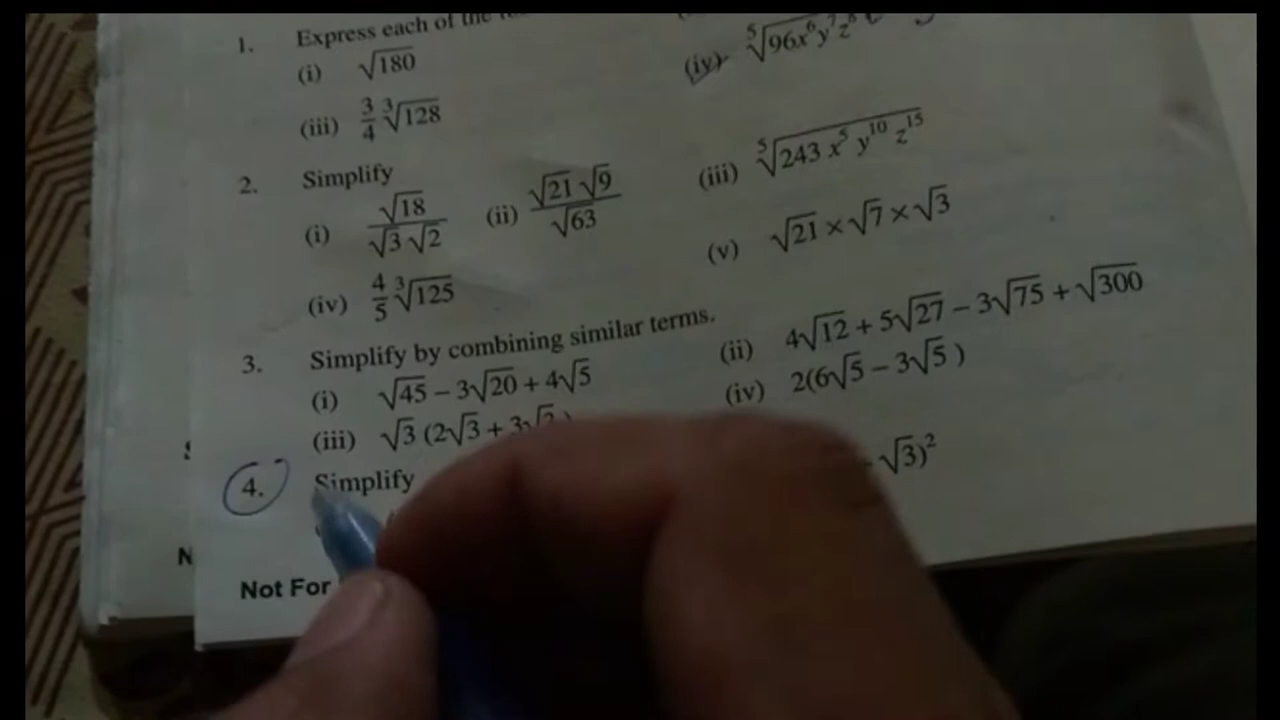 1. Express each of the
(i) √180
(iv) ⁵√96x⁶y⁷z⁸
(iii) 3/4 ³√128
2. Simplify
(i) √18 / √3 √2 (ii) √21 √9 / √63 (iii) ⁵√243 x⁵ y¹⁰ z¹⁵
(iv) 4/5 ³√125 (v) √21 × √7 × √3
3. Simplify by combining similar terms.
(i) √45 − 3√20 + 4√5 (ii) 4√12 + 5√27 − 3√75 + √300
(iii) √3 (2√3 + 3√ ) (iv) 2(6√5 − 3√5 )
4. Simplify
√3)²
Not For